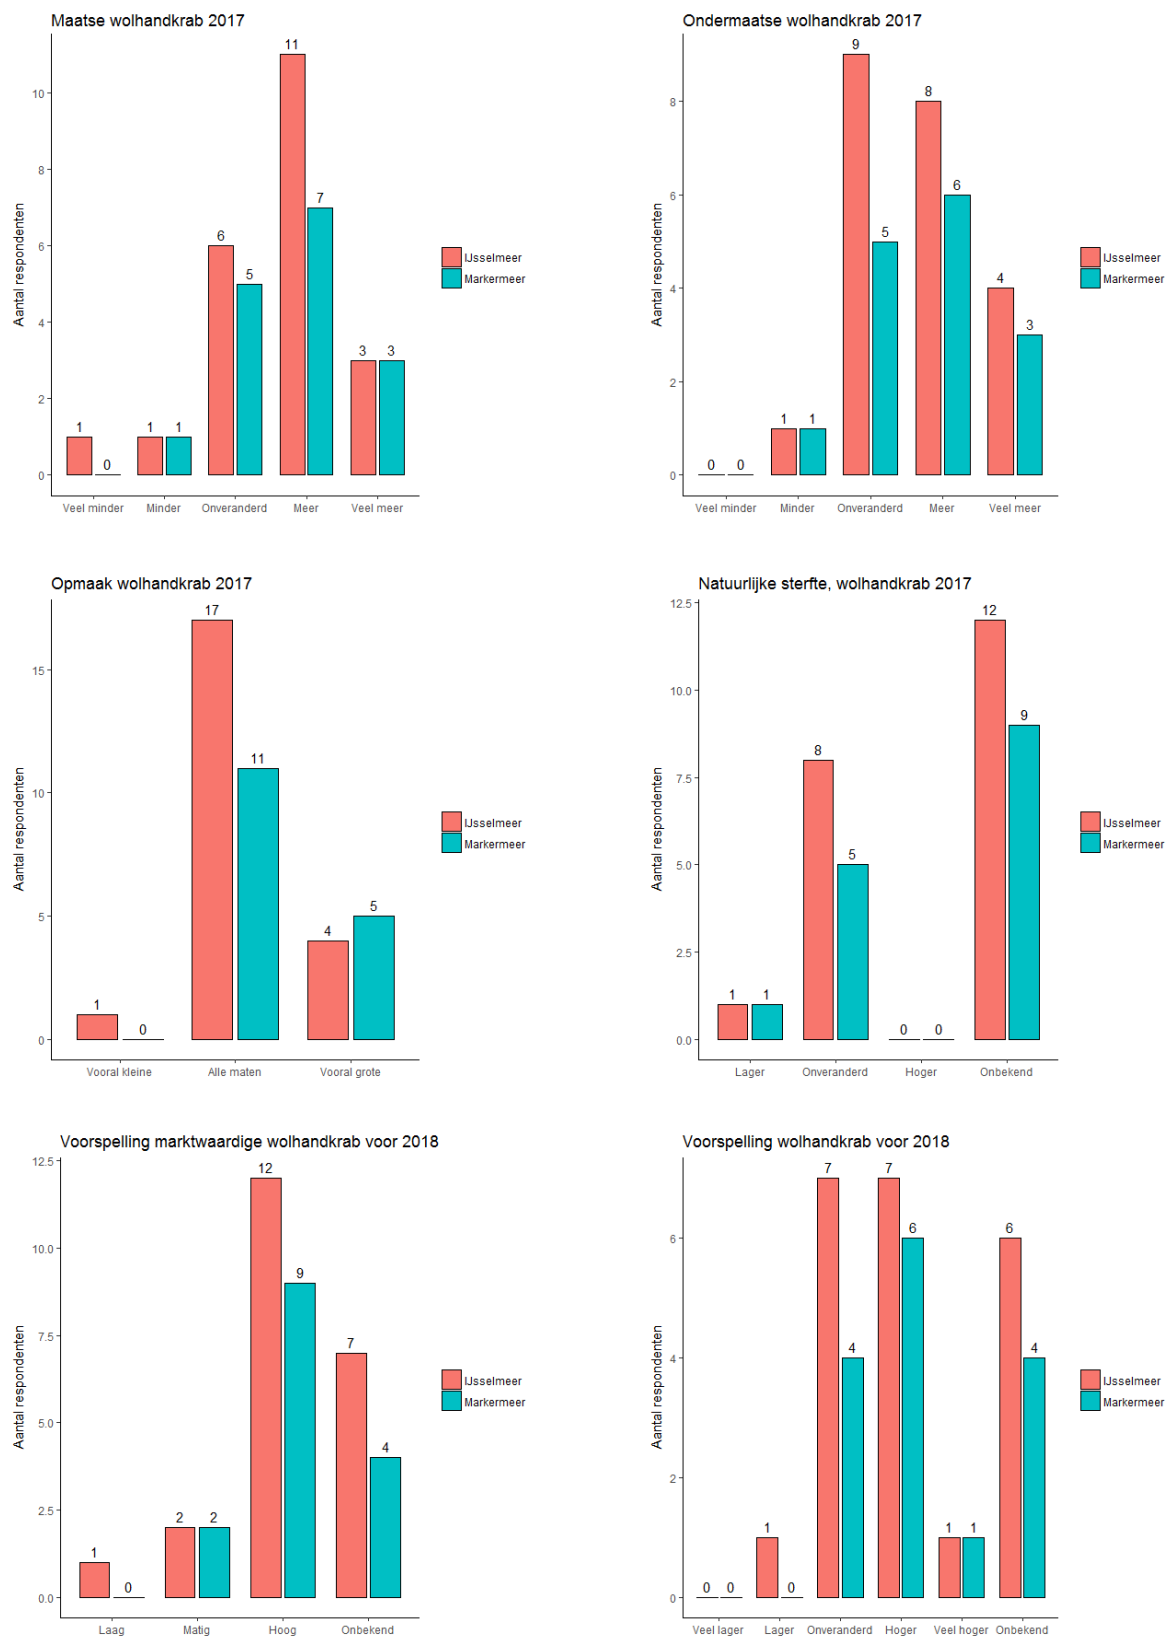 Maatse wolhandkrab 2017
Aantal respondenten
10
8
6
4
2
0
1
0
1
1
6
5
11
7
3
3
Veel minder
Minder
Onveranderd
Meer
Veel meer
IJsselmeer
Markermeer
Ondermaatse wolhandkrab 2017
Aantal respondenten
8
6
4
2
0
0
0
1
1
9
5
8
6
4
3
Veel minder
Minder
Onveranderd
Meer
Veel meer
IJsselmeer
Markermeer
Opmaak wolhandkrab 2017
Aantal respondenten
15
10
5
0
1
0
17
11
4
5
Vooral kleine
Alle maten
Vooral grote
IJsselmeer
Markermeer
Natuurlijke sterfte, wolhandkrab 2017
Aantal respondenten
12.5
10.0
7.5
5.0
2.5
0.0
1
1
8
5
0
0
12
9
Lager
Onveranderd
Hoger
Onbekend
IJsselmeer
Markermeer
Voorspelling marktwaardige wolhandkrab voor 2018
Aantal respondenten
12.5
10.0
7.5
5.0
2.5
0.0
1
0
2
2
12
9
7
4
Laag
Matig
Hoog
Onbekend
IJsselmeer
Markermeer
Voorspelling wolhandkrab voor 2018
Aantal respondenten
6
4
2
0
0
0
1
0
7
4
7
6
1
1
6
4
Veel lager
Lager
Onveranderd
Hoger
Veel hoger
Onbekend
IJsselmeer
Markermeer